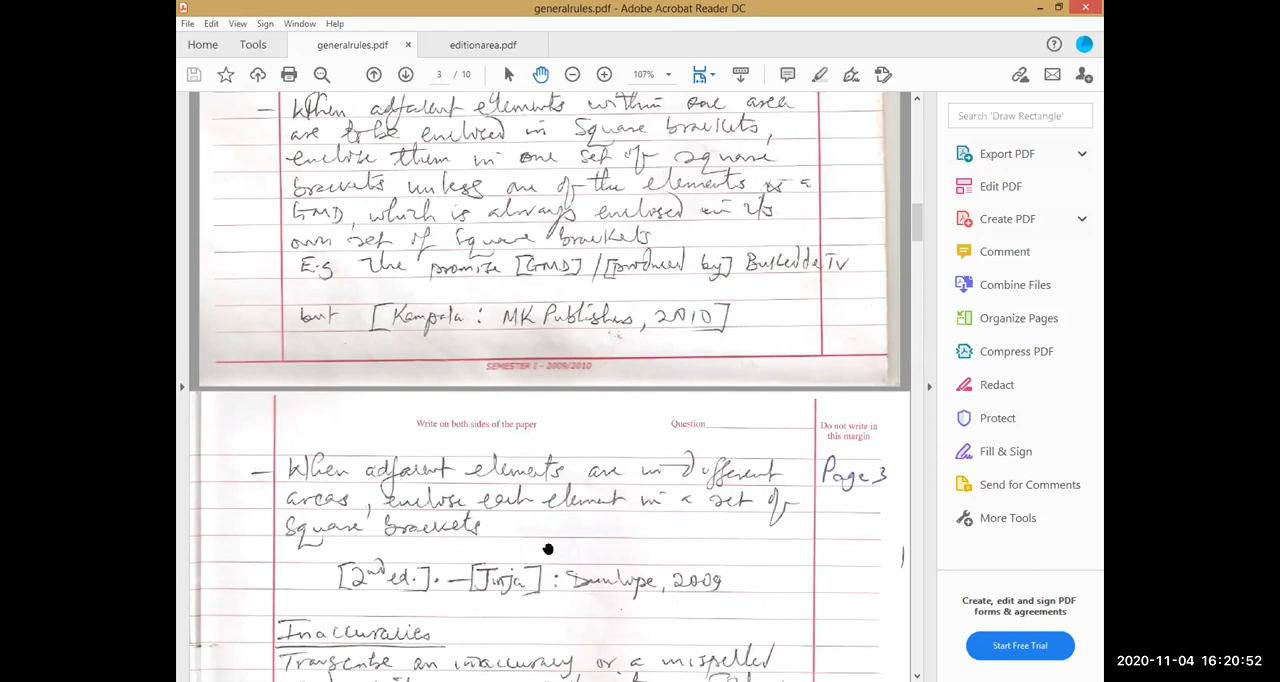 generalrules.pdf - Adobe Acrobat Reader DC
File Edit View Sign Window Help
Home Tools generalrules.pdf × editionarea.pdf
3 / 10 107%
Search 'Draw Rectangle'
Export PDF
Edit PDF
Create PDF
Comment
Combine Files
Organize Pages
Compress PDF
Redact
Protect
Fill & Sign
Send for Comments
More Tools
Create, edit and sign PDF
forms & agreements
Start Free Trial
- When adjacent elements within one area
are to be enclosed in Square brackets,
enclose them in one set of square
brackets unless one of the elements is a
GMD, which is always enclosed in its
own set of Square brackets
E.g The promise [GMD] / [produced by] Bukedde TV
but [Kampala : MK Publishers, 2010]
SEMESTER I - 2009/2010
Write on both sides of the paper Question Do not write in
this margin
- When adjacent elements are in different Page 3
areas, enclose each element in a set of
Square brackets
[2nd ed.]. - [Jinja] : Dunlope, 2009
Inaccuracies
Transcribe an inaccuracy or a misspelled
2020-11-04 16:20:52